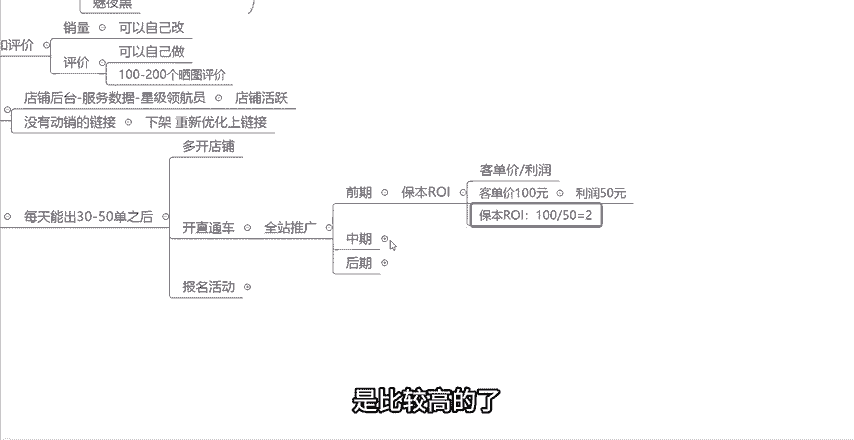 魅夜黑
销量
可以自己改
和评价
评价
可以自己做
100-200个晒图评价
店铺后台-服务数据-星级领航员
店铺活跃
没有动销的链接
下架 重新优化上链接
每天能出30-50单之后
多开店铺
开直通车
全站推广
前期
保本ROI
客单价/利润
客单价100元
利润50元
保本ROI：100/50=2
中期
后期
报名活动
是比较高的了